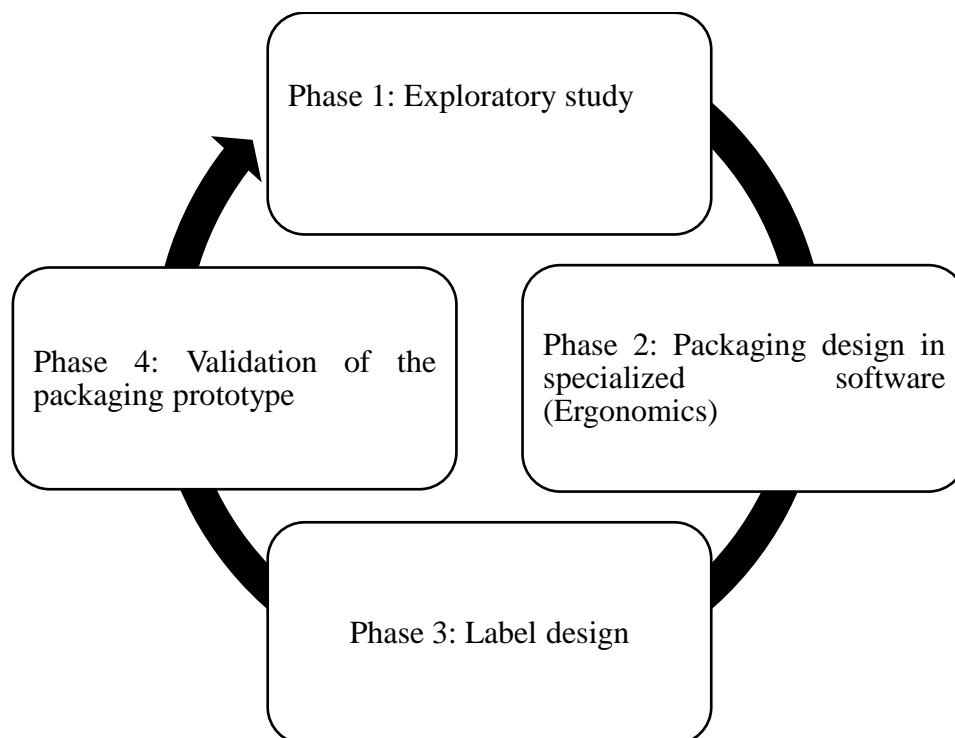 Phase 1: Exploratory study
Phase 4: Validation of the
packaging prototype
Phase 2: Packaging design in
specialized software
(Ergonomics)
Phase 3: Label design